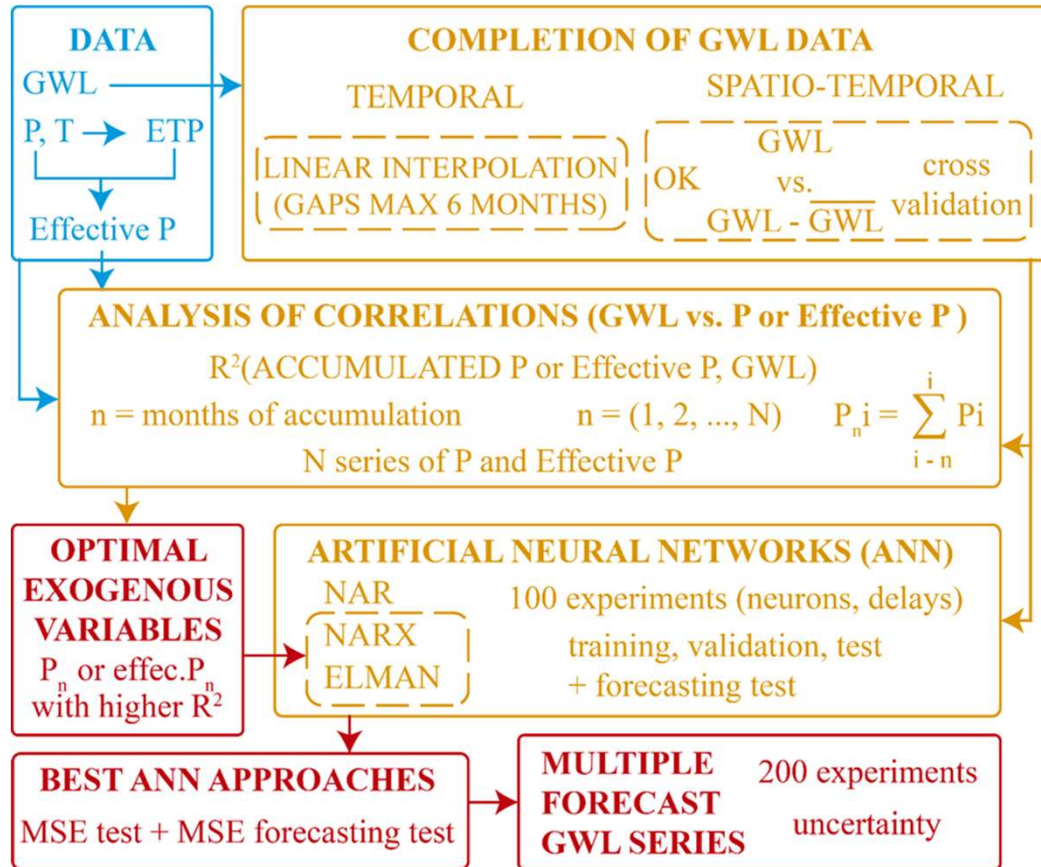 DATA
GWL
P, T → ETP
Effective P
COMPLETION OF GWL DATA
TEMPORAL
LINEAR INTERPOLATION
(GAPS MAX 6 MONTHS)
SPATIO-TEMPORAL
OK
GWL
vs.
GWL - G̅W̅L̅
cross
validation
ANALYSIS OF CORRELATIONS (GWL vs. P or Effective P )
R²(ACCUMULATED P or Effective P, GWL)
n = months of accumulation n = (1, 2, ..., N) Pₙi = ∑ Pi
i
i - n
N series of P and Effective P
OPTIMAL
EXOGENOUS
VARIABLES
Pₙ or effec.Pₙ
with higher R²
ARTIFICIAL NEURAL NETWORKS (ANN)
NAR
NARX
ELMAN
100 experiments (neurons, delays)
training, validation, test
+ forecasting test
BEST ANN APPROACHES
MSE test + MSE forecasting test
MULTIPLE
FORECAST
GWL SERIES
200 experiments
uncertainty